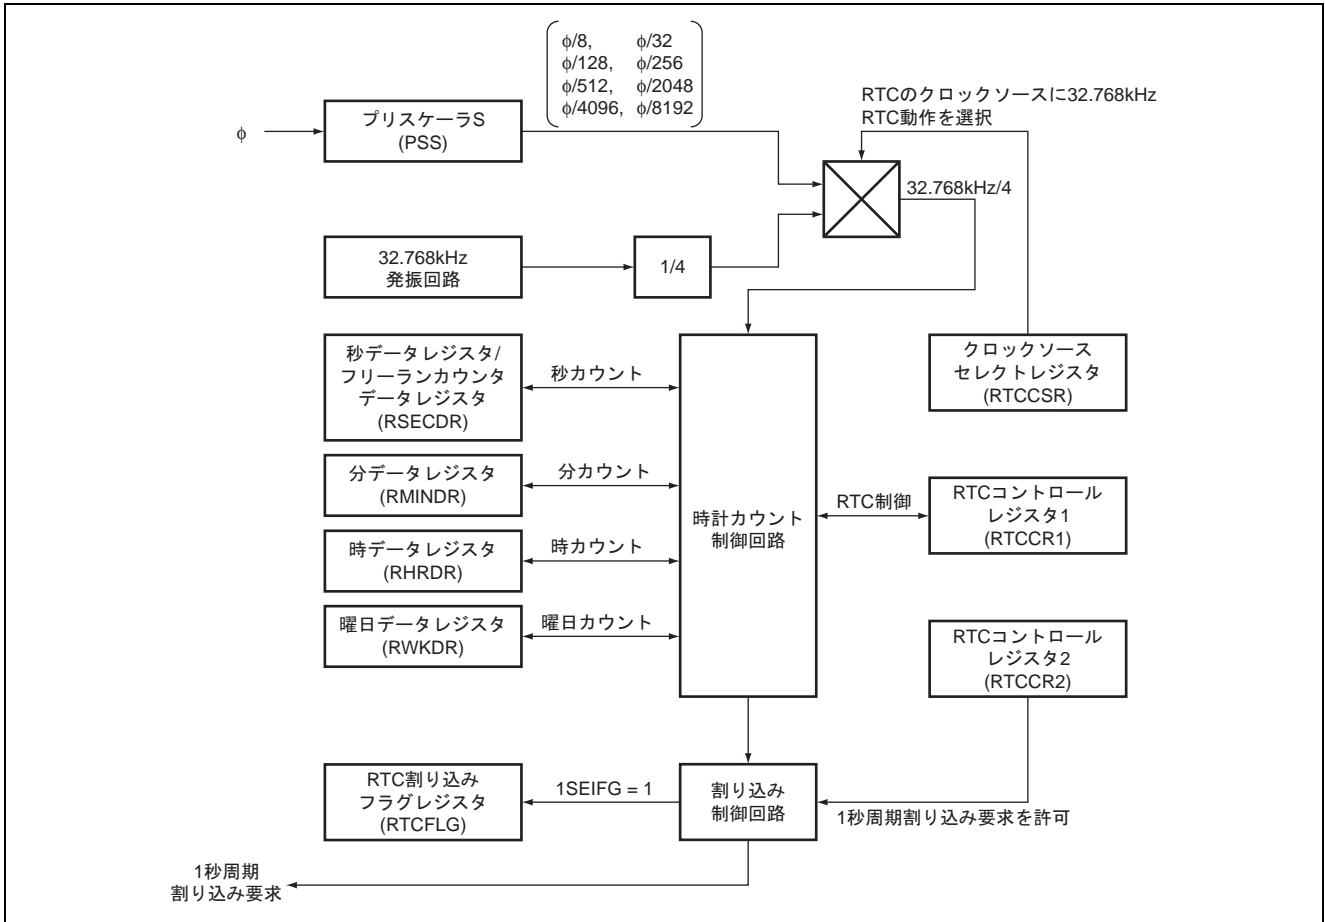 φ/8, φ/32
φ/128, φ/256
φ/512, φ/2048
φ/4096, φ/8192
RTCのクロックソースに32.768kHz
RTC動作を選択
φ
プリスケーラS
(PSS)
32.768kHz/4
32.768kHz
発振回路
1/4
秒データレジスタ/
フリーランカウンタ
データレジスタ
(RSECDR)
秒カウント
クロックソース
セレクトレジスタ
(RTCCSR)
分データレジスタ
(RMINDR)
分カウント
時計カウント
制御回路
RTC制御
RTCコントロール
レジスタ1
(RTCCR1)
時データレジスタ
(RHRDR)
時カウント
曜日データレジスタ
(RWKDR)
曜日カウント
RTCコントロール
レジスタ2
(RTCCR2)
RTC割り込み
フラグレジスタ
(RTCFLG)
1SEIFG = 1
割り込み
制御回路
1秒周期割り込み要求を許可
1秒周期
割り込み要求